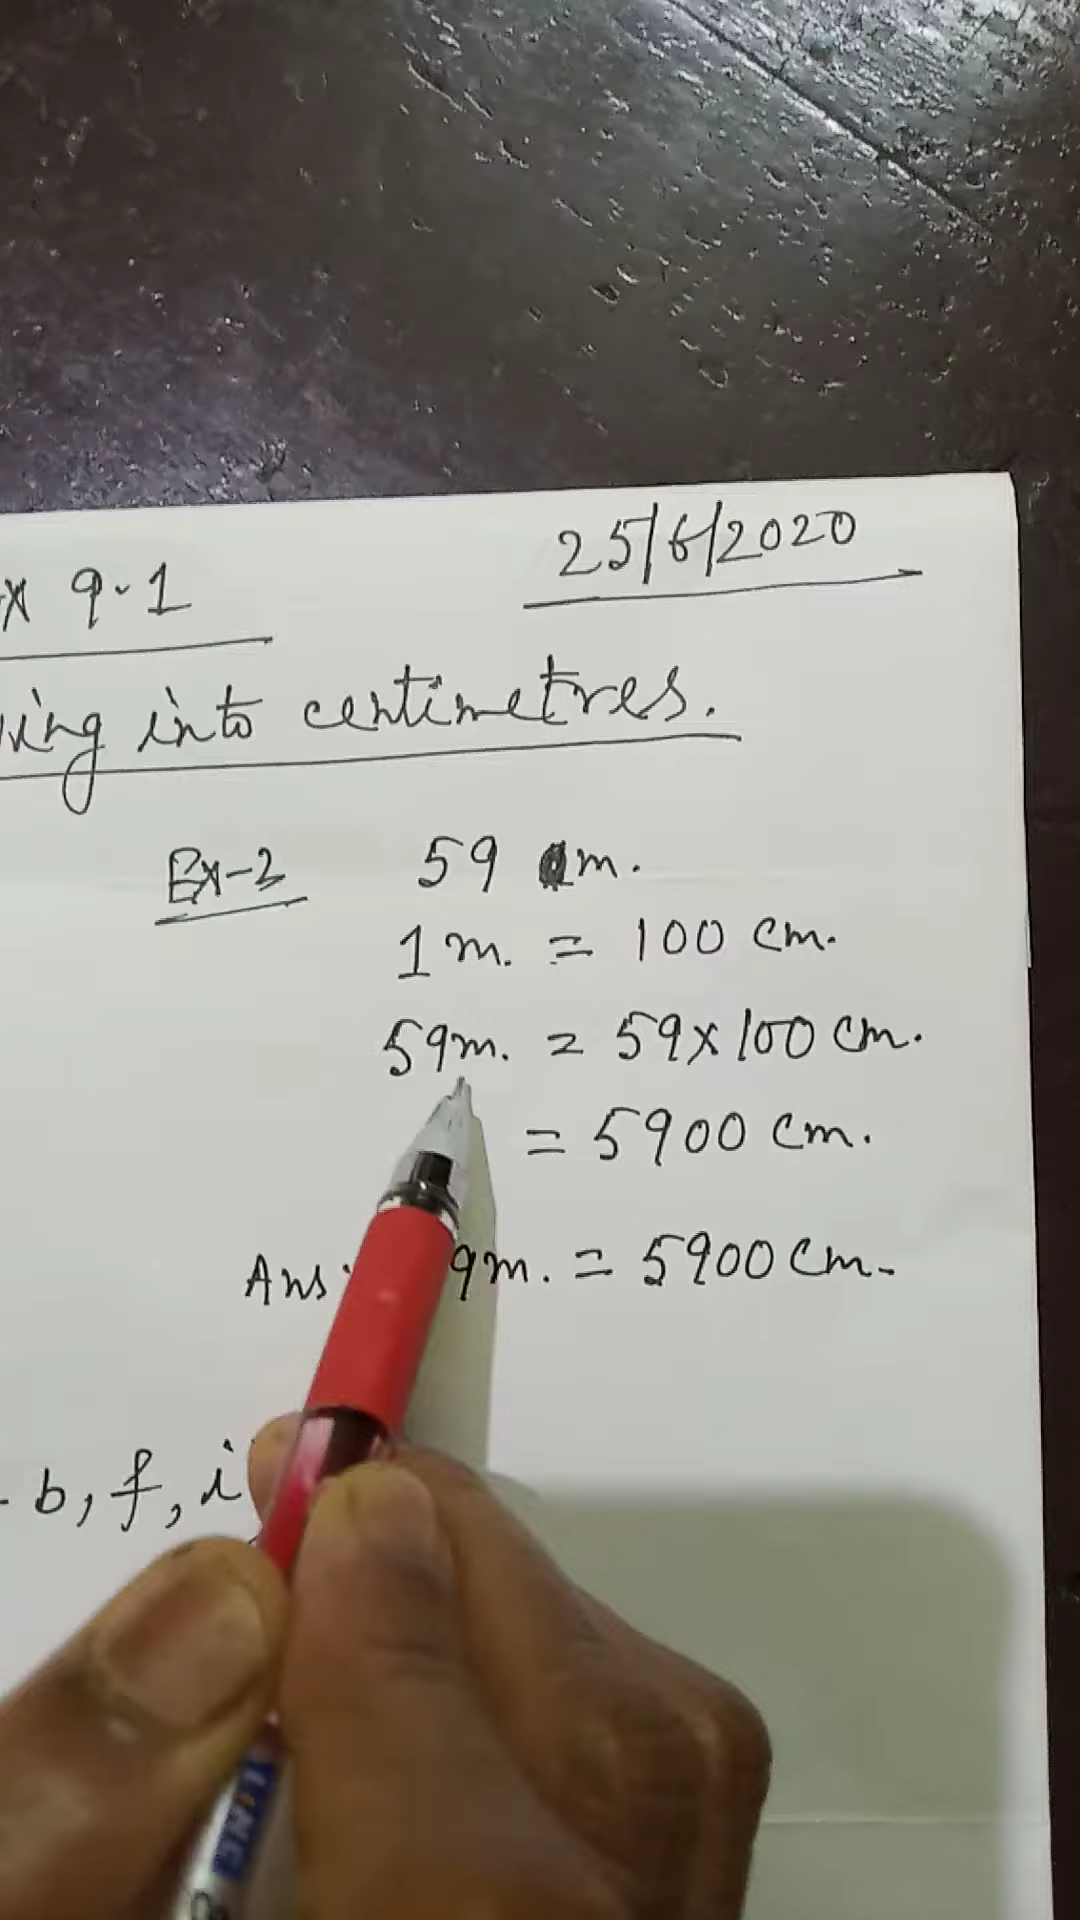 9.1 25/6/2020
into centimetres.
Ex-2 59 m.
1 m. = 100 cm.
59m. = 59x100 cm.
= 5900 cm.
Ans 9m. = 5900 cm.
b, f, i
LINC